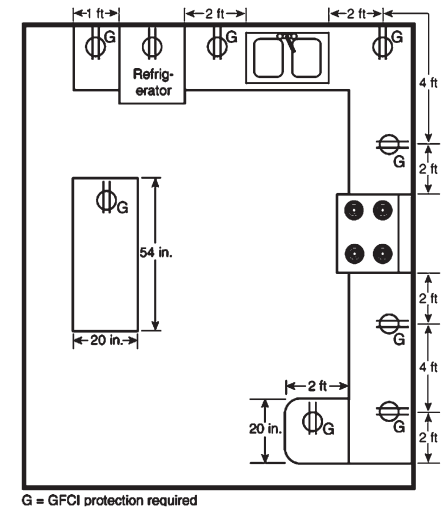 1 ft
2 ft
2 ft
G
G
G
Refrig-
erator
4 ft
G
2 ft
G
54 in.
20 in.
2 ft
G
4 ft
2 ft
20 in.
G
G
2 ft
G = GFCI protection required